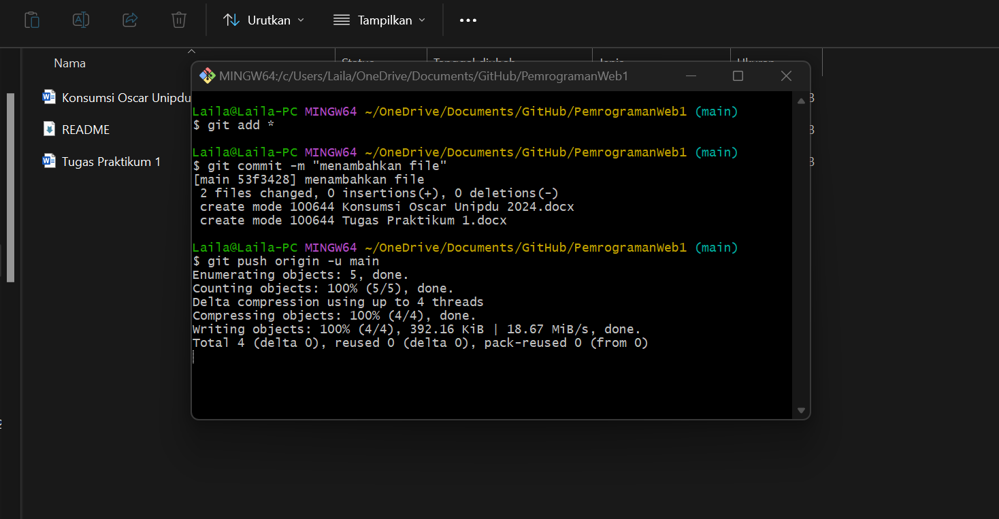 Urutkan
Tampilkan
Nama
Status
Tanggal diubah
Jenis
Ukuran
Konsumsi Oscar Unipdu
README
Tugas Praktikum 1
MINGW64:/c/Users/Laila/OneDrive/Documents/GitHub/PemrogramanWeb1
Laila@Laila-PC MINGW64 ~/OneDrive/Documents/GitHub/PemrogramanWeb1 (main)
$ git add *
Laila@Laila-PC MINGW64 ~/OneDrive/Documents/GitHub/PemrogramanWeb1 (main)
$ git commit -m "menambahkan file"
[main 53f3428] menambahkan file
2 files changed, 0 insertions(+), 0 deletions(-)
create mode 100644 Konsumsi Oscar Unipdu 2024.docx
create mode 100644 Tugas Praktikum 1.docx
Laila@Laila-PC MINGW64 ~/OneDrive/Documents/GitHub/PemrogramanWeb1 (main)
$ git push origin -u main
Enumerating objects: 5, done.
Counting objects: 100% (5/5), done.
Delta compression using up to 4 threads
Compressing objects: 100% (4/4), done.
Writing objects: 100% (4/4), 392.16 KiB | 18.67 MiB/s, done.
Total 4 (delta 0), reused 0 (delta 0), pack-reused 0 (from 0)